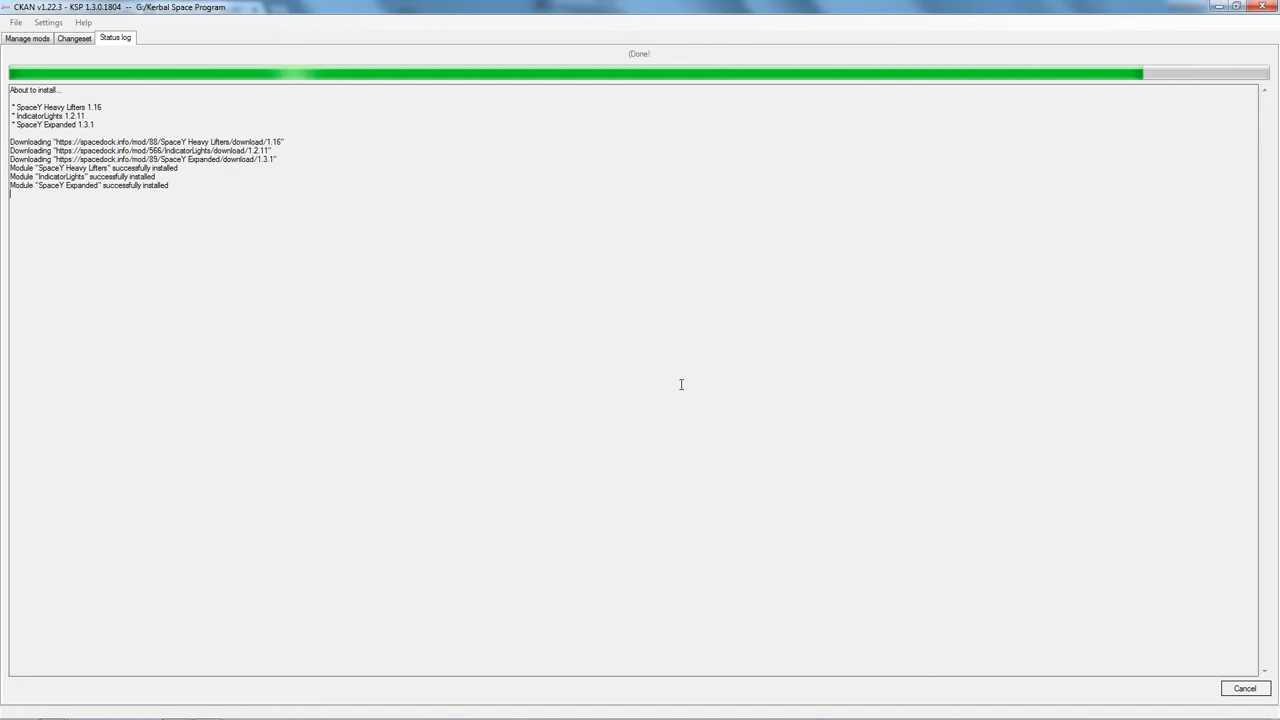 CKAN v1.22.3 - KSP 1.3.0.1804 -- G:/Kerbal Space Program
File Settings Help
Manage mods Changeset Status log
(Done!
About to install...
* SpaceY Heavy Lifters 1.16
* IndicatorLights 1.2.11
* SpaceY Expanded 1.3.1
Downloading "https://spacedock.info/mod/88/SpaceY Heavy Lifters/download/1.16"
Downloading "https://spacedock.info/mod/566/IndicatorLights/download/1.2.11"
Downloading "https://spacedock.info/mod/89/SpaceY Expanded/download/1.3.1"
Module "SpaceY Heavy Lifters" successfully installed
Module "IndicatorLights" successfully installed
Module "SpaceY Expanded" successfully installed
Cancel